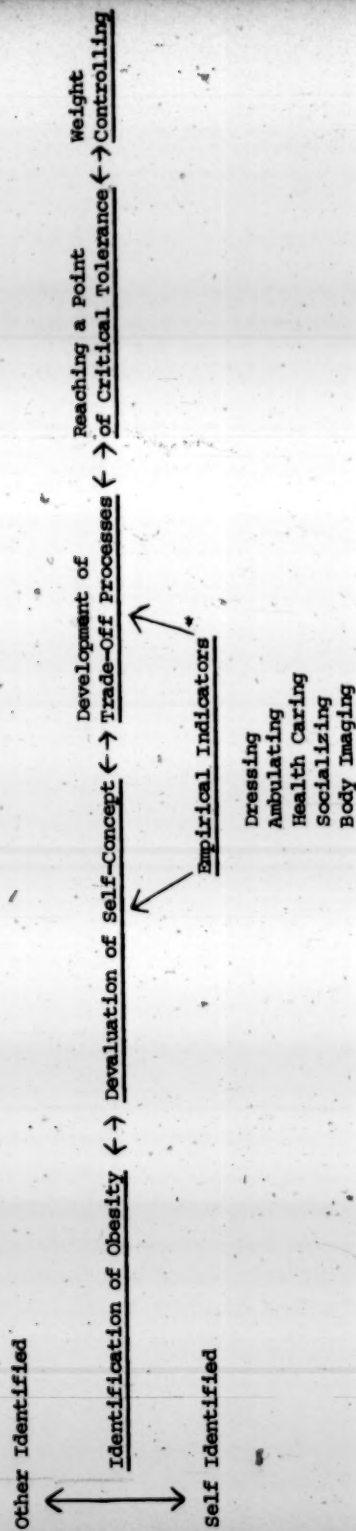 Other Identified
Identification of Obesity ↔ Devaluation of Self-Concept ↔ Development of
Trade-Off Processes ↔ Reaching a Point
of Critical Tolerance ↔ Weight
Controlling
Self Identified
Empirical Indicators*
Dressing
Ambulating
Health Caring
Socializing
Body Imaging